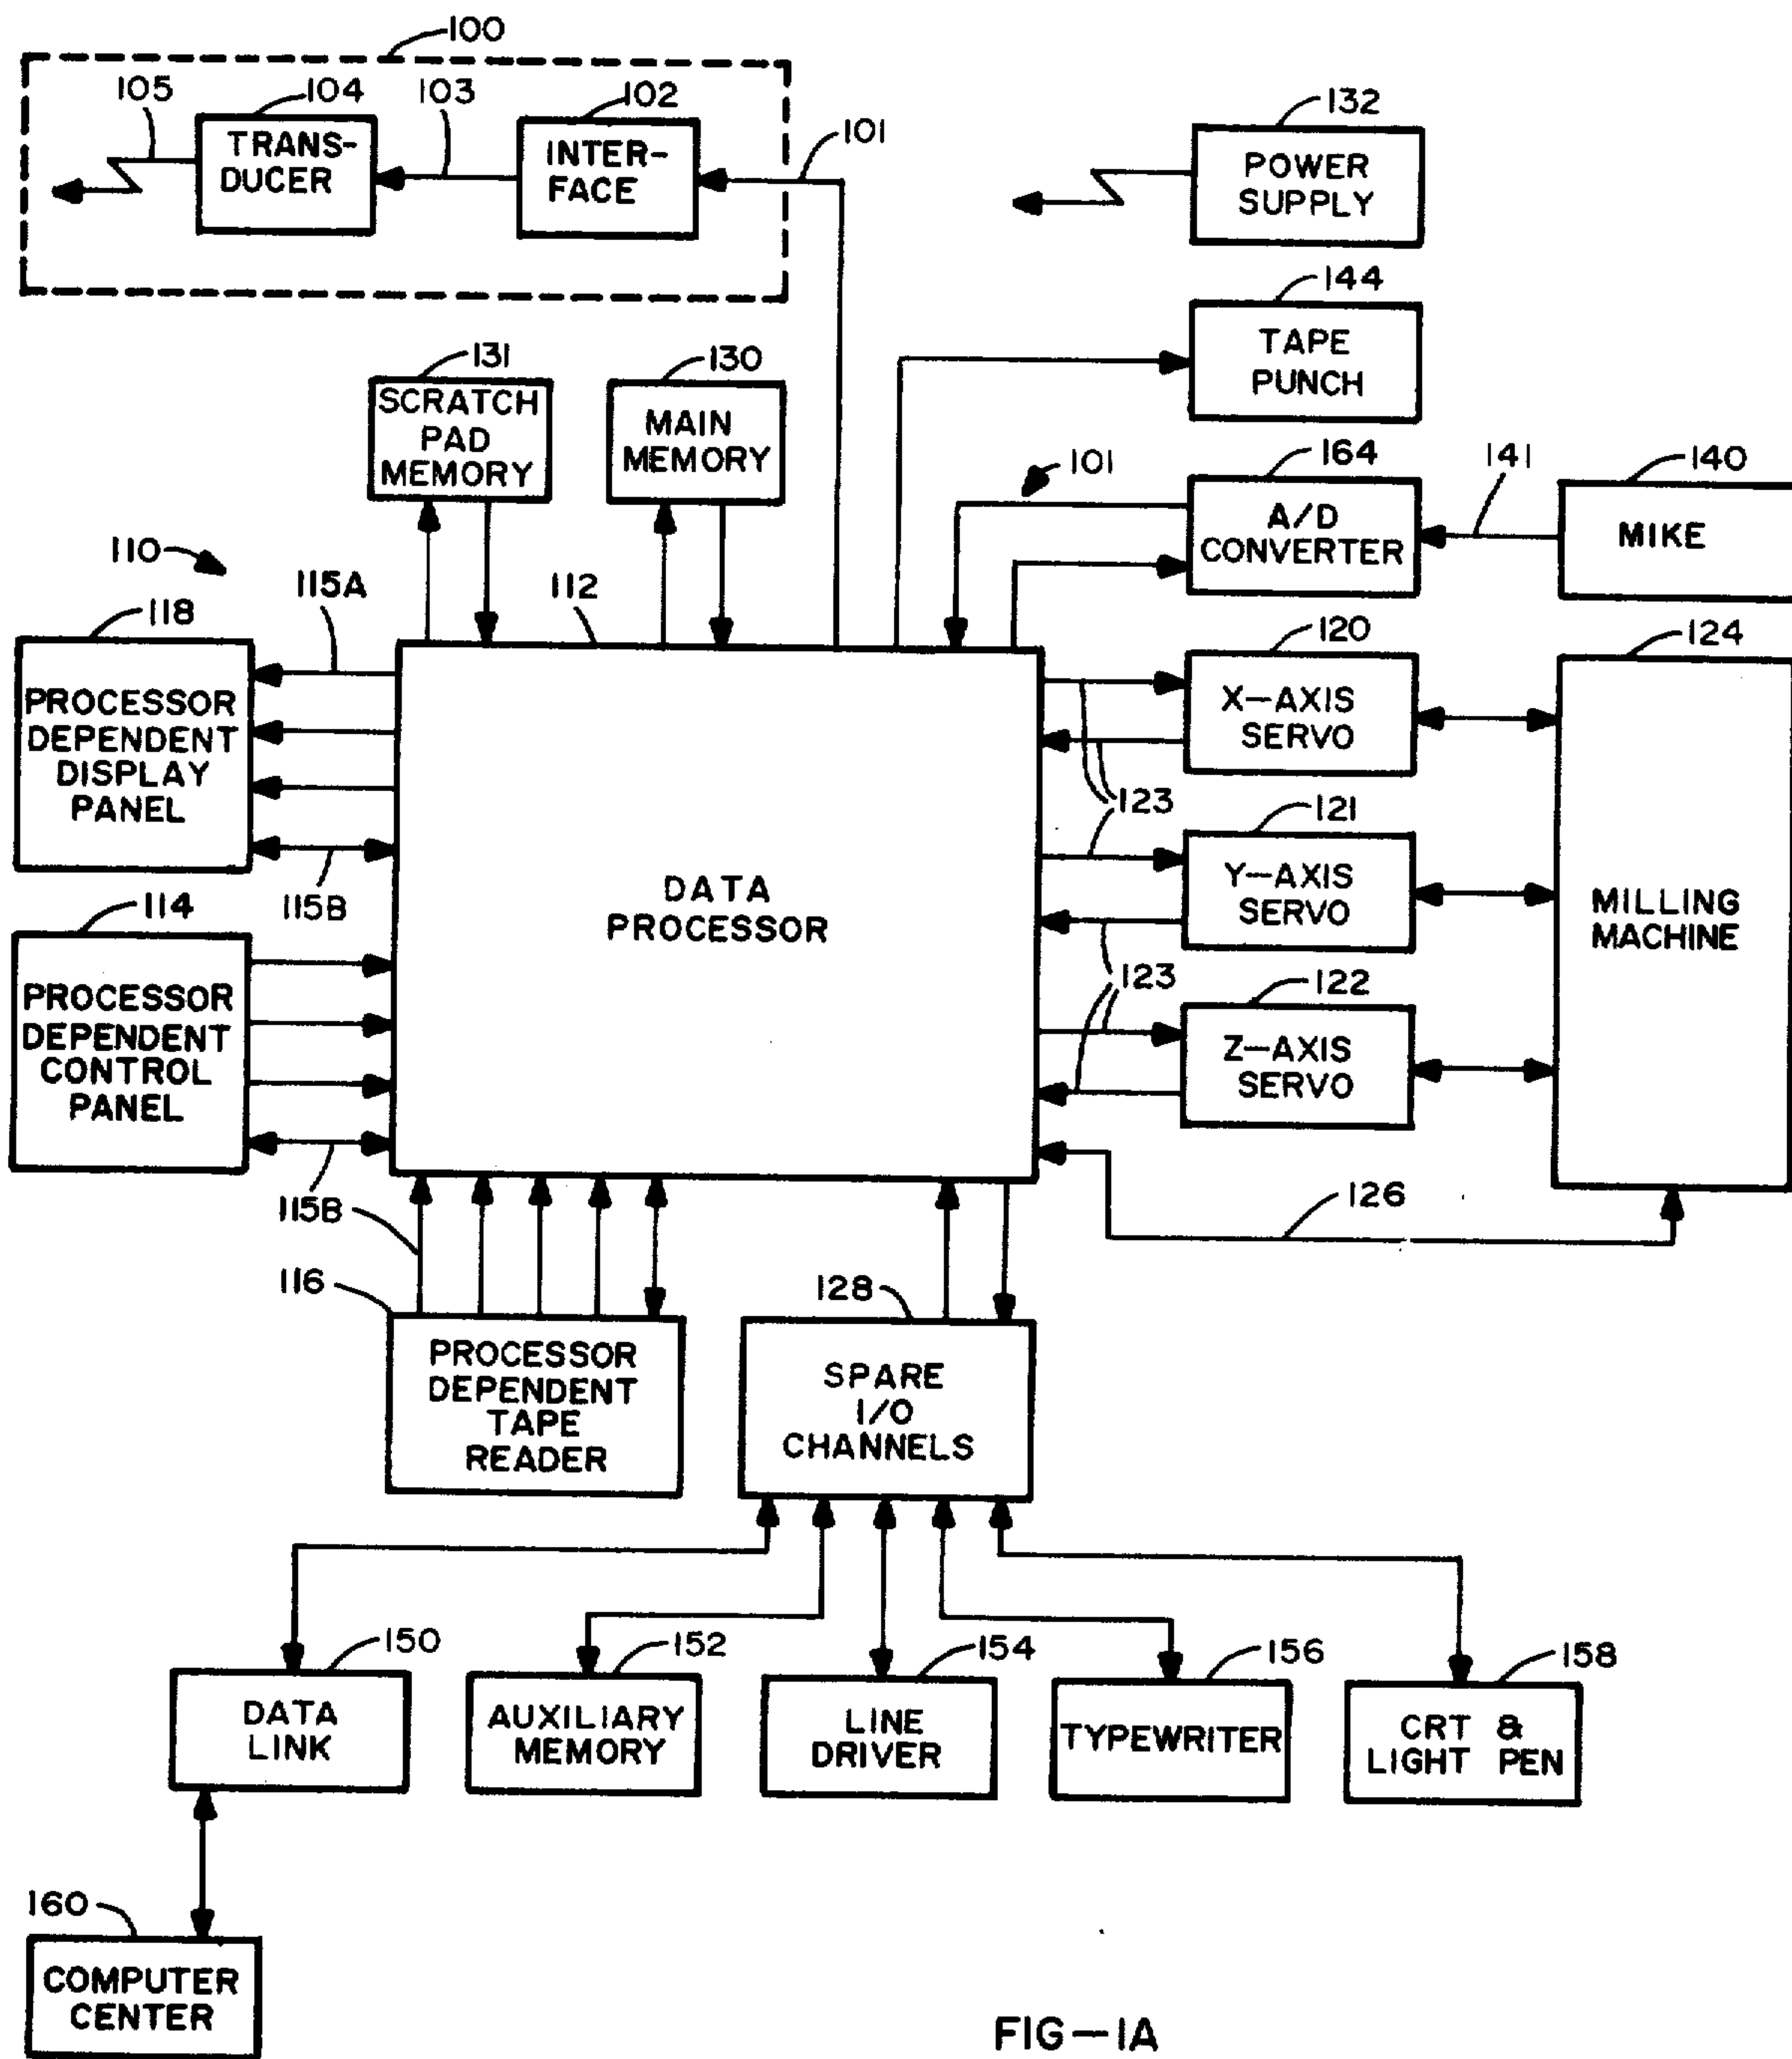 100
105
104
103
102
101
TRANS-
DUCER
INTER-
FACE
132
POWER
SUPPLY
144
TAPE
PUNCH
131
SCRATCH
PAD
MEMORY
130
MAIN
MEMORY
101
164
A/D
CONVERTER
141
140
MIKE
110
115A
112
118
PROCESSOR
DEPENDENT
DISPLAY
PANEL
115B
120
X-AXIS
SERVO
124
123
121
Y-AXIS
SERVO
DATA
PROCESSOR
MILLING
MACHINE
114
PROCESSOR
DEPENDENT
CONTROL
PANEL
123
122
Z-AXIS
SERVO
115B
126
116
PROCESSOR
DEPENDENT
TAPE
READER
128
SPARE
I/O
CHANNELS
150
DATA
LINK
152
AUXILIARY
MEMORY
154
LINE
DRIVER
156
TYPEWRITER
158
CRT &
LIGHT PEN
160
COMPUTER
CENTER
FIG-1A